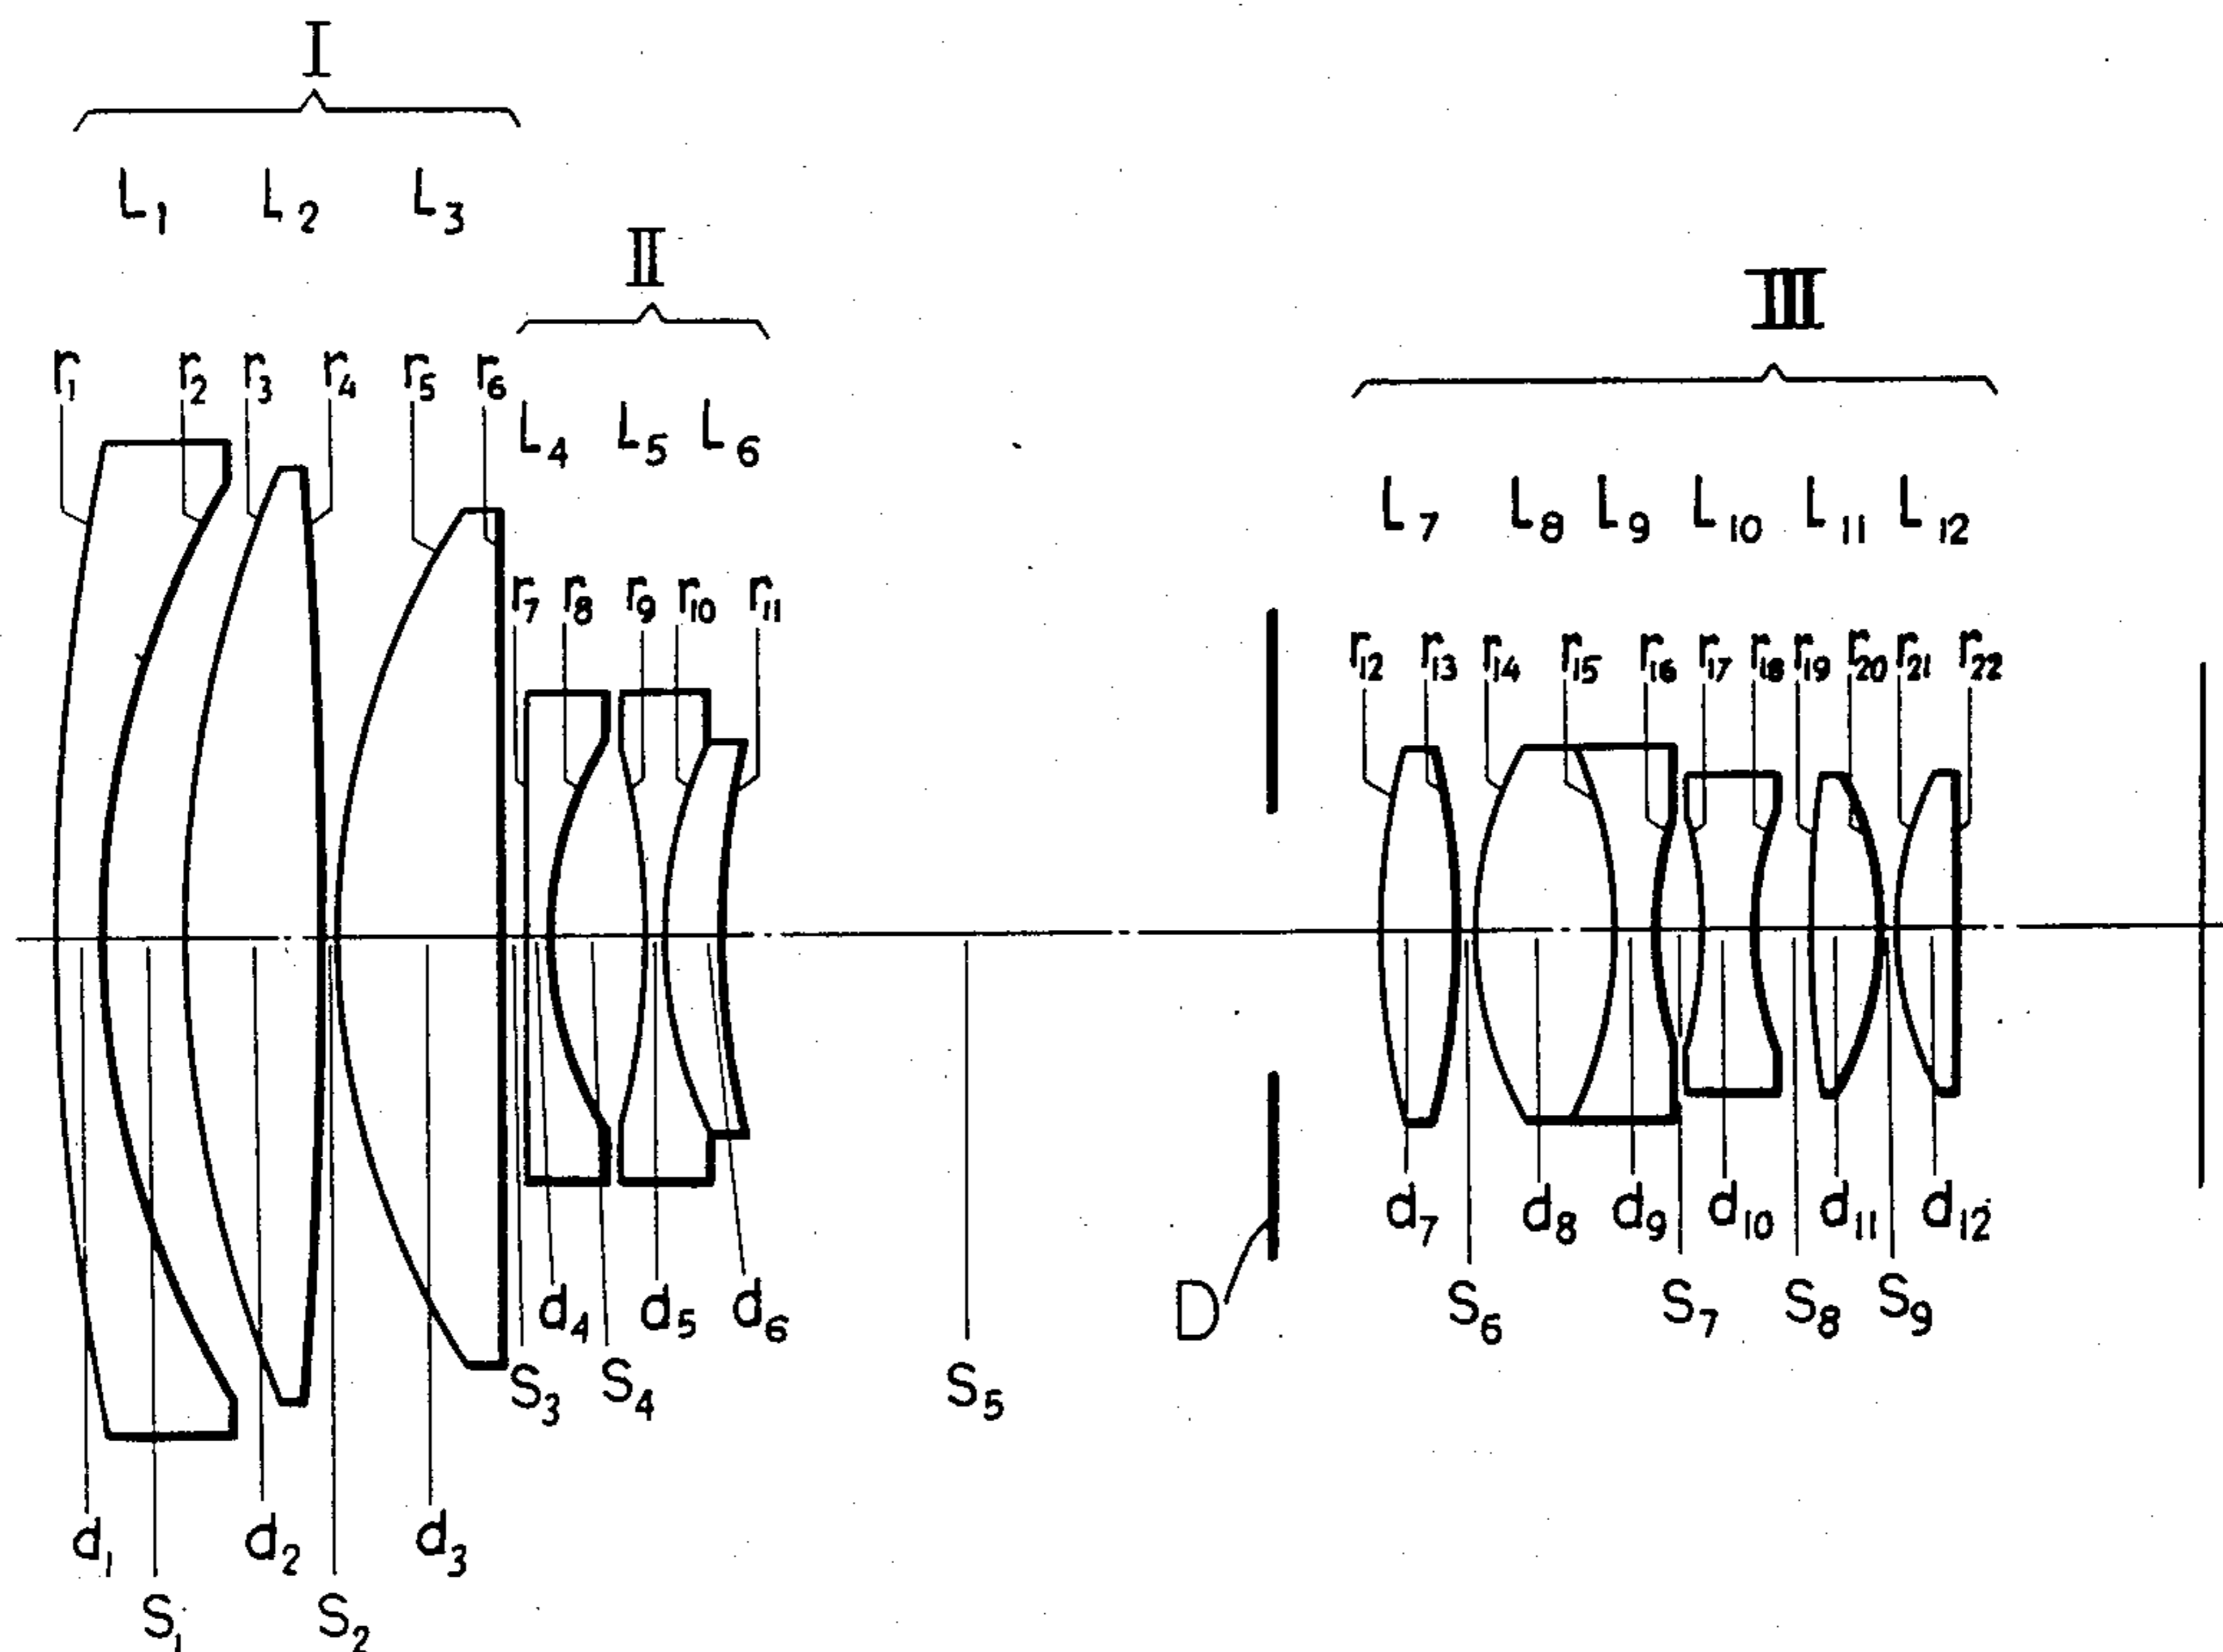 I
L₁ L₂ L₃
II
III
r₁ r₂ r₃ r₄ r₅ r₆
L₄ L₅ L₆
L₇ L₈ L₉ L₁₀ L₁₁ L₁₂
r₇ r₈ r₉ r₁₀ r₁₁
r₁₂ r₁₃ r₁₄ r₁₅ r₁₆ r₁₇ r₁₈ r₁₉ r₂₀ r₂₁ r₂₂
d₇ d₈ d₉ d₁₀ d₁₁ d₁₂
d₄ d₅ d₆
D
S₆ S₇ S₈ S₉
S₃ S₄ S₅
d₁ d₂ d₃
S₁ S₂